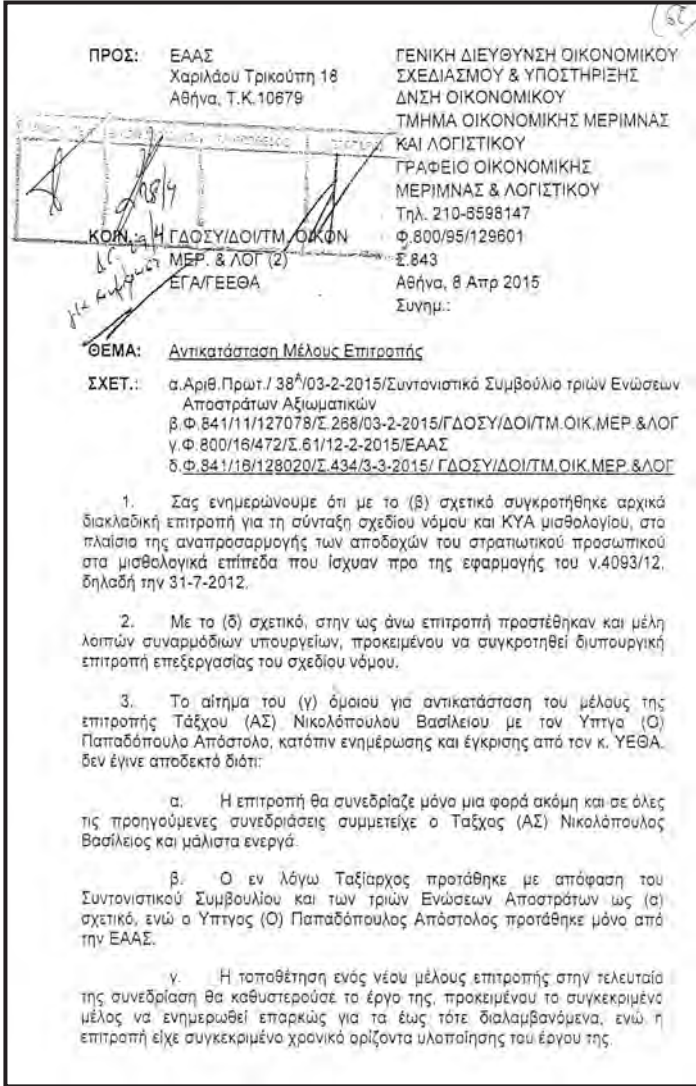 ΠΡΟΣ: ΕΑΑΣ
Χαριλάου Τρικούπη 18
Αθήνα, Τ.Κ.10679
ΓΕΝΙΚΗ ΔΙΕΥΘΥΝΣΗ ΟΙΚΟΝΟΜΙΚΟΥ
ΣΧΕΔΙΑΣΜΟΥ & ΥΠΟΣΤΗΡΙΞΗΣ
ΔΝΣΗ ΟΙΚΟΝΟΜΙΚΟΥ
ΤΜΗΜΑ ΟΙΚΟΝΟΜΙΚΗΣ ΜΕΡΙΜΝΑΣ
ΚΑΙ ΛΟΓΙΣΤΙΚΟΥ
ΓΡΑΦΕΙΟ ΟΙΚΟΝΟΜΙΚΗΣ
ΜΕΡΙΜΝΑΣ & ΛΟΓΙΣΤΙΚΟΥ
Τηλ. 210-6598147
Φ.800/95/129601
Σ.843
Αθήνα, 8 Απρ 2015
Συνημ.:
28/4
29/4
ΚΟΙΝ.: ΓΔΟΣΥ/ΔΟΙ/ΤΜ. ΟΙΚΟΝ
ΜΕΡ. & ΛΟΓ (2)
ΕΓΑ/ΓΕΕΘΑ
ΘΕΜΑ: Αντικατάσταση Μέλους Επιτροπής
ΣΧΕΤ.: α.Αριθ.Πρωτ./ 38Α/03-2-2015/Συντονιστικό Συμβούλιο τριών Ενώσεων
Αποστράτων Αξιωματικών
β.Φ.841/11/127078/Σ.268/03-2-2015/ΓΔΟΣΥ/ΔΟΙ/ΤΜ.ΟΙΚ.ΜΕΡ.&ΛΟΓ
γ.Φ.800/16/472/Σ.61/12-2-2015/ΕΑΑΣ
δ.Φ.841/16/128020/Σ.434/3-3-2015/ ΓΔΟΣΥ/ΔΟΙ/ΤΜ.ΟΙΚ.ΜΕΡ.&ΛΟΓ
1. Σας ενημερώνουμε ότι με το (β) σχετικό συγκροτήθηκε αρχικά
διακλαδική επιτροπή για τη σύνταξη σχεδίου νόμου και ΚΥΑ μισθολογίου, στο
πλαίσιο της αναπροσαρμογής των αποδοχών του στρατιωτικού προσωπικού
στα μισθολογικά επίπεδα που ίσχυαν προ της εφαρμογής του ν.4093/12,
δηλαδή την 31-7-2012.
2. Με το (δ) σχετικό, στην ως άνω επιτροπή προστέθηκαν και μέλη
λοιπών συναρμόδιων υπουργείων, προκειμένου να συγκροτηθεί διυπουργική
επιτροπή επεξεργασίας του σχεδίου νόμου.
3. Το αίτημα του (γ) όμοιου για αντικατάσταση του μέλους της
επιτροπής Τάξχου (ΑΣ) Νικολόπουλου Βασίλειου με τον Υπτγο (Ο)
Παπαδόπουλο Απόστολο, κατόπιν ενημέρωσης και έγκρισης από τον κ. ΥΕΘΑ,
δεν έγινε αποδεκτό διότι:
α. Η επιτροπή θα συνεδρίαζε μόνο μια φορά ακόμη και σε όλες
τις προηγούμενες συνεδριάσεις συμμετείχε ο Ταξχος (ΑΣ) Νικολόπουλος
Βασίλειος και μάλιστα ενεργά.
β. Ο εν λόγω Ταξίαρχος προτάθηκε με απόφαση του
Συντονιστικού Συμβουλίου και των τριών Ενώσεων Αποστράτων ως (α)
σχετικό, ενώ ο Υπτγος (Ο) Παπαδόπουλος Απόστολος προτάθηκε μόνο από
την ΕΑΑΣ.
γ. Η τοποθέτηση ενός νέου μέλους επιτροπής στην τελευταία
της συνεδρίαση θα καθυστερούσε το έργο της, προκειμένου το συγκεκριμένο
μέλος να ενημερωθεί επαρκώς για τα έως τότε διαλαμβανόμενα, ενώ η
επιτροπή είχε συγκεκριμένο χρονικό ορίζοντα υλοποίησης του έργου της.